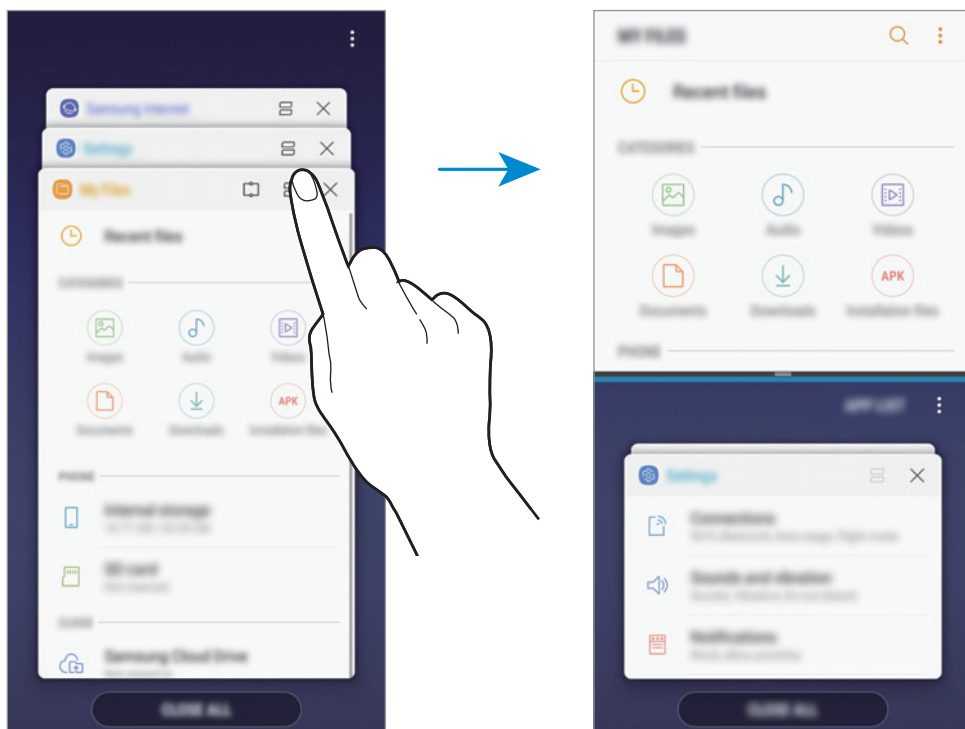 Samsung Internet
Settings
My Files
Recent files
CATEGORIES
Images
Audio
Videos
APK
Documents
Downloads
Installation files
PHONE
Internal storage
SD card
Not inserted
CLOUD
Samsung Cloud Drive
CLOSE ALL
MY FILES
Recent files
CATEGORIES
Images
Audio
Videos
APK
Documents
Downloads
Installation files
PHONE
APP LIST
Settings
Connections
Sounds and vibration
Notifications
CLOSE ALL